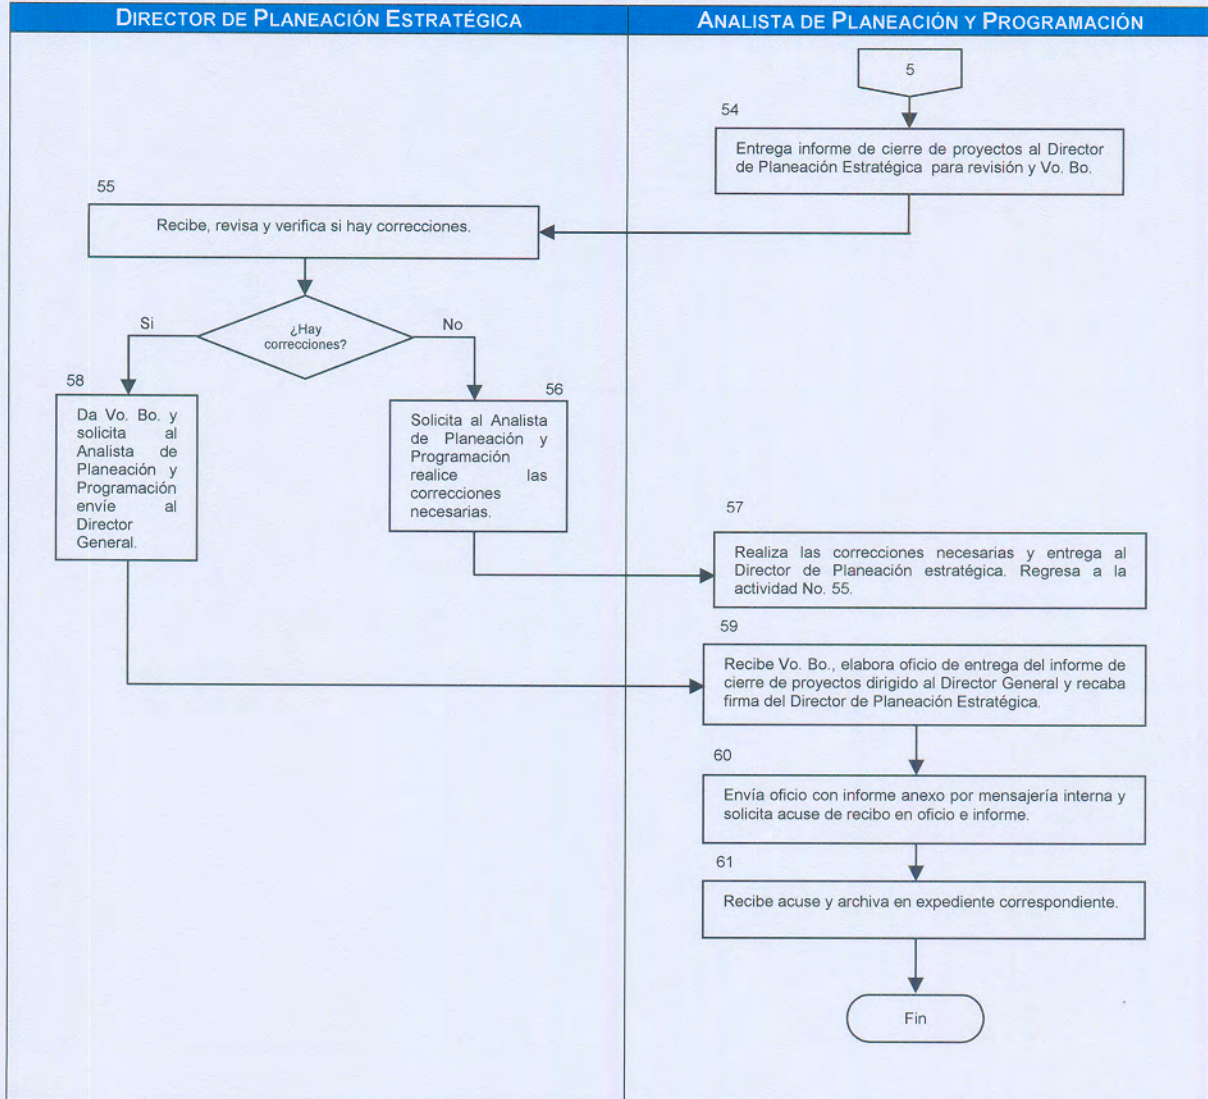 DIRECTOR DE PLANEACIÓN ESTRATÉGICA
ANALISTA DE PLANEACIÓN Y PROGRAMACIÓN
5
54
Entrega informe de cierre de proyectos al Director
de Planeación Estratégica para revisión y Vo. Bo.
55
Recibe, revisa y verifica si hay correcciones.
¿Hay
correcciones?
Si
No
58
Da Vo. Bo. y
solicita al
Analista de
Planeación y
Programación
envíe al
Director
General.
56
Solicita al Analista
de Planeación y
Programación
realice las
correcciones
necesarias.
57
Realiza las correcciones necesarias y entrega al
Director de Planeación estratégica. Regresa a la
actividad No. 55.
59
Recibe Vo. Bo., elabora oficio de entrega del informe de
cierre de proyectos dirigido al Director General y recaba
firma del Director de Planeación Estratégica.
60
Envía oficio con informe anexo por mensajería interna y
solicita acuse de recibo en oficio e informe.
61
Recibe acuse y archiva en expediente correspondiente.
Fin